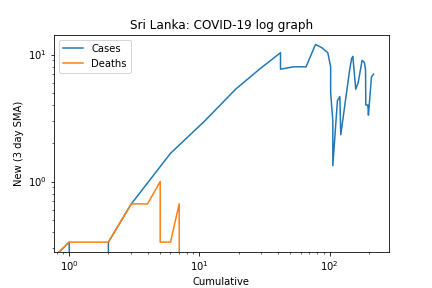 Sri Lanka: COVID-19 log graph
Cases
Deaths
New (3 day SMA)
10¹
10⁰
10⁰ 10¹ 10²
Cumulative